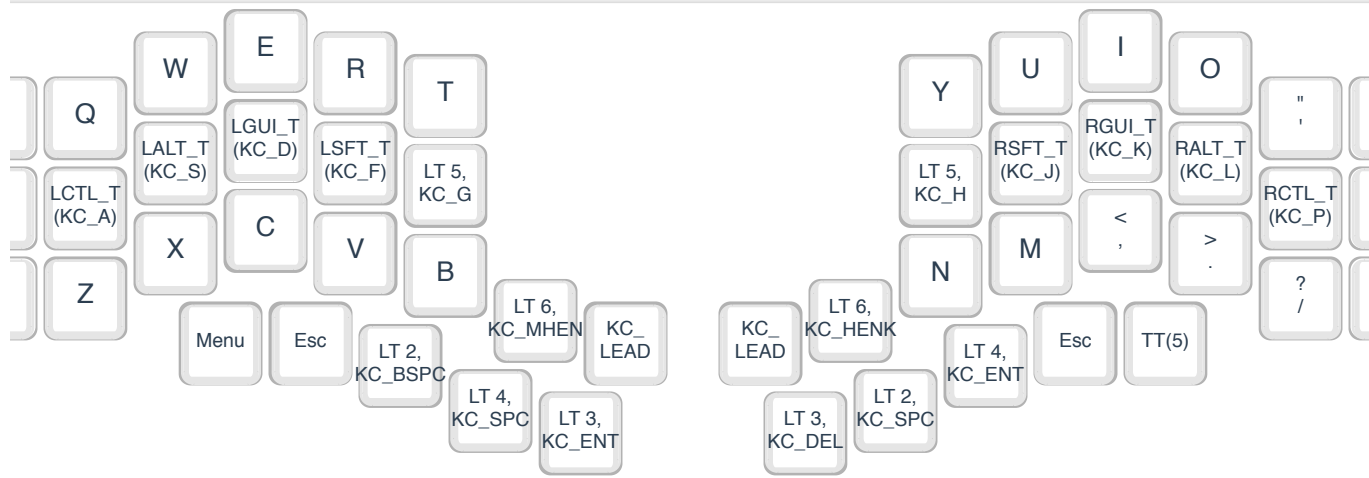 Q
W
E
R
T
Y
U
I
O
"
'
LCTL_T
(KC_A)
LALT_T
(KC_S)
LGUI_T
(KC_D)
LSFT_T
(KC_F)
LT 5,
KC_G
LT 5,
KC_H
RSFT_T
(KC_J)
RGUI_T
(KC_K)
RALT_T
(KC_L)
RCTL_T
(KC_P)
Z
X
C
V
B
N
M
<
,
>
.
?
/
Menu
Esc
LT 2,
KC_BSPC
LT 6,
KC_MHEN
KC_
LEAD
KC_
LEAD
LT 6,
KC_HENK
LT 4,
KC_ENT
Esc
TT(5)
LT 4,
KC_SPC
LT 3,
KC_ENT
LT 3,
KC_DEL
LT 2,
KC_SPC